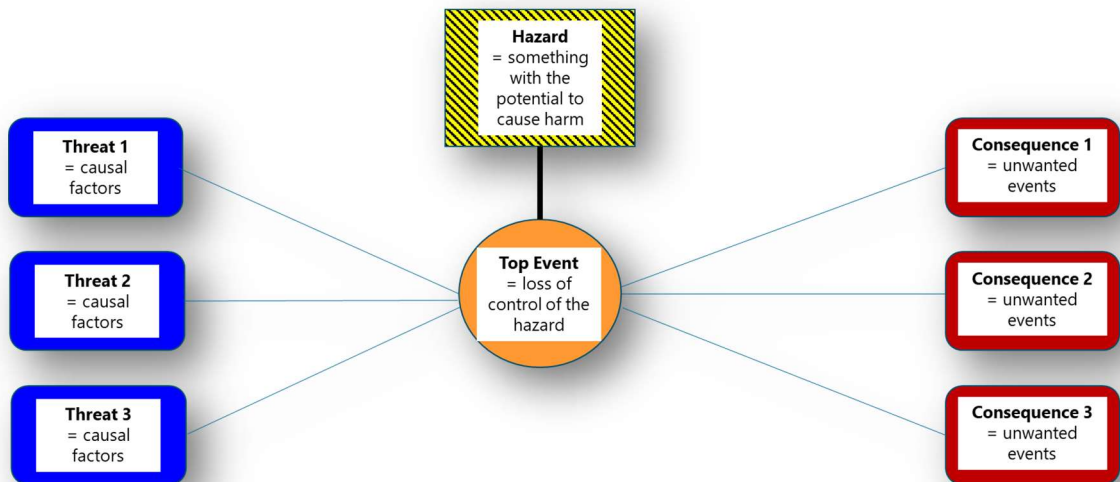 Hazard
= something
with the
potential to
cause harm
Threat 1
= causal
factors
Threat 2
= causal
factors
Threat 3
= causal
factors
Top Event
= loss of
control of the
hazard
Consequence 1
= unwanted
events
Consequence 2
= unwanted
events
Consequence 3
= unwanted
events